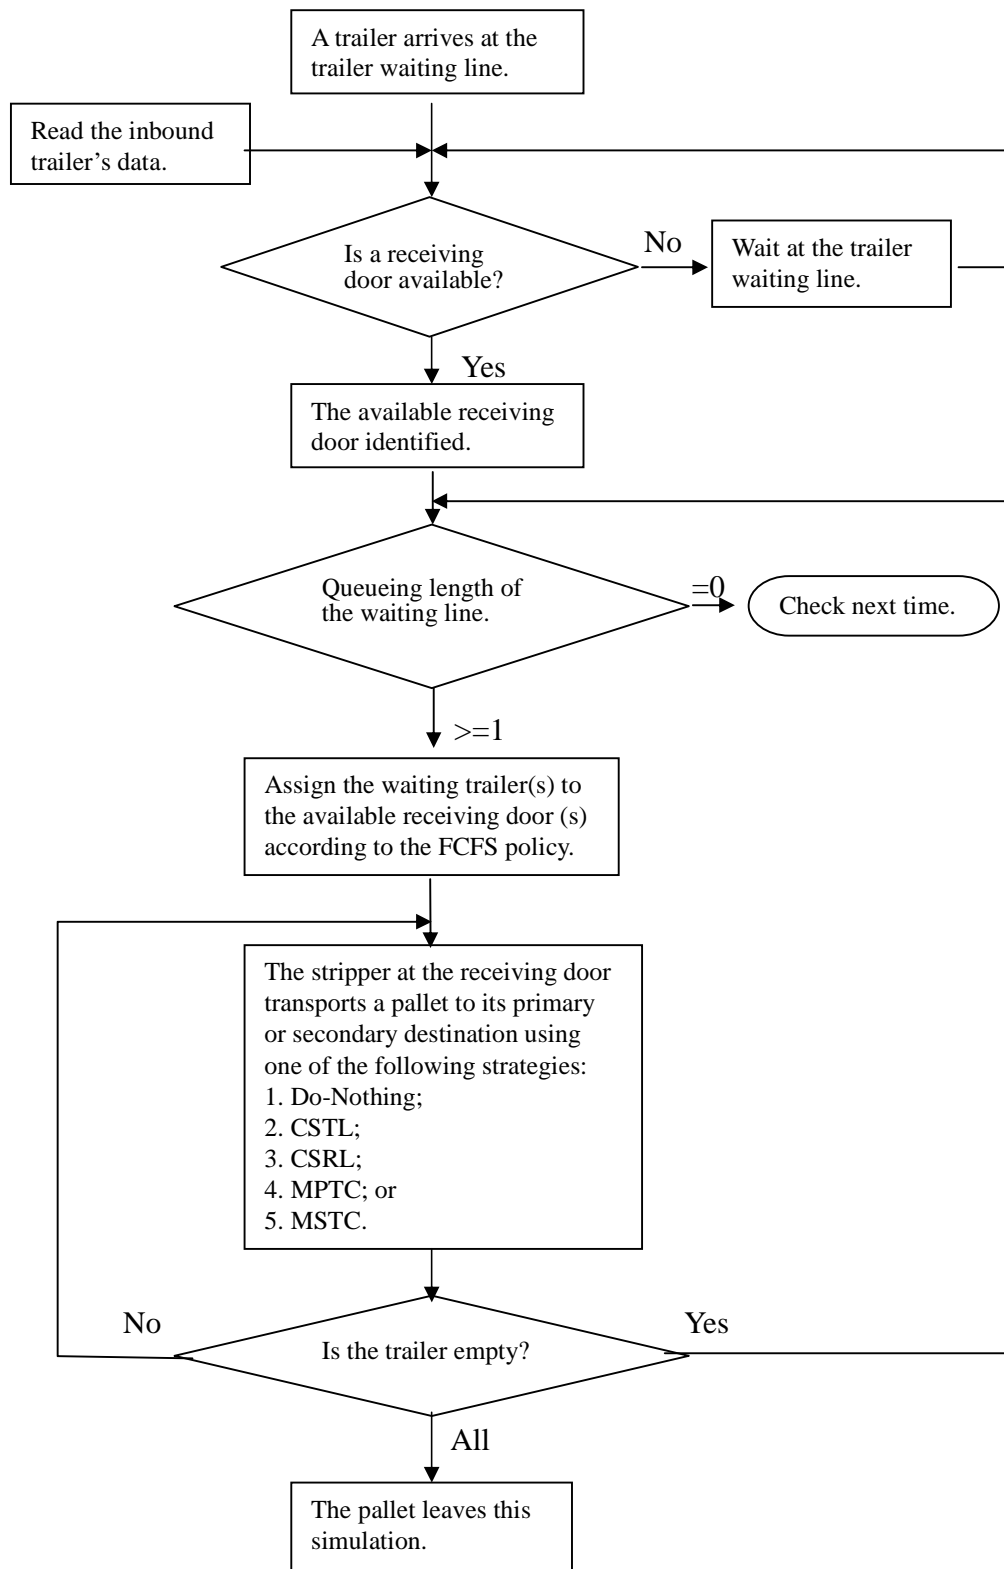 A trailer arrives at the
trailer waiting line.
Read the inbound
trailer's data.
Is a receiving
door available?
No
Wait at the trailer
waiting line.
Yes
The available receiving
door identified.
Queueing length of
the waiting line.
=0
Check next time.
>=1
Assign the waiting trailer(s) to
the available receiving door (s)
according to the FCFS policy.
The stripper at the receiving door
transports a pallet to its primary
or secondary destination using
one of the following strategies:
1. Do-Nothing;
2. CSTL;
3. CSRL;
4. MPTC; or
5. MSTC.
No
Is the trailer empty?
Yes
All
The pallet leaves this
simulation.